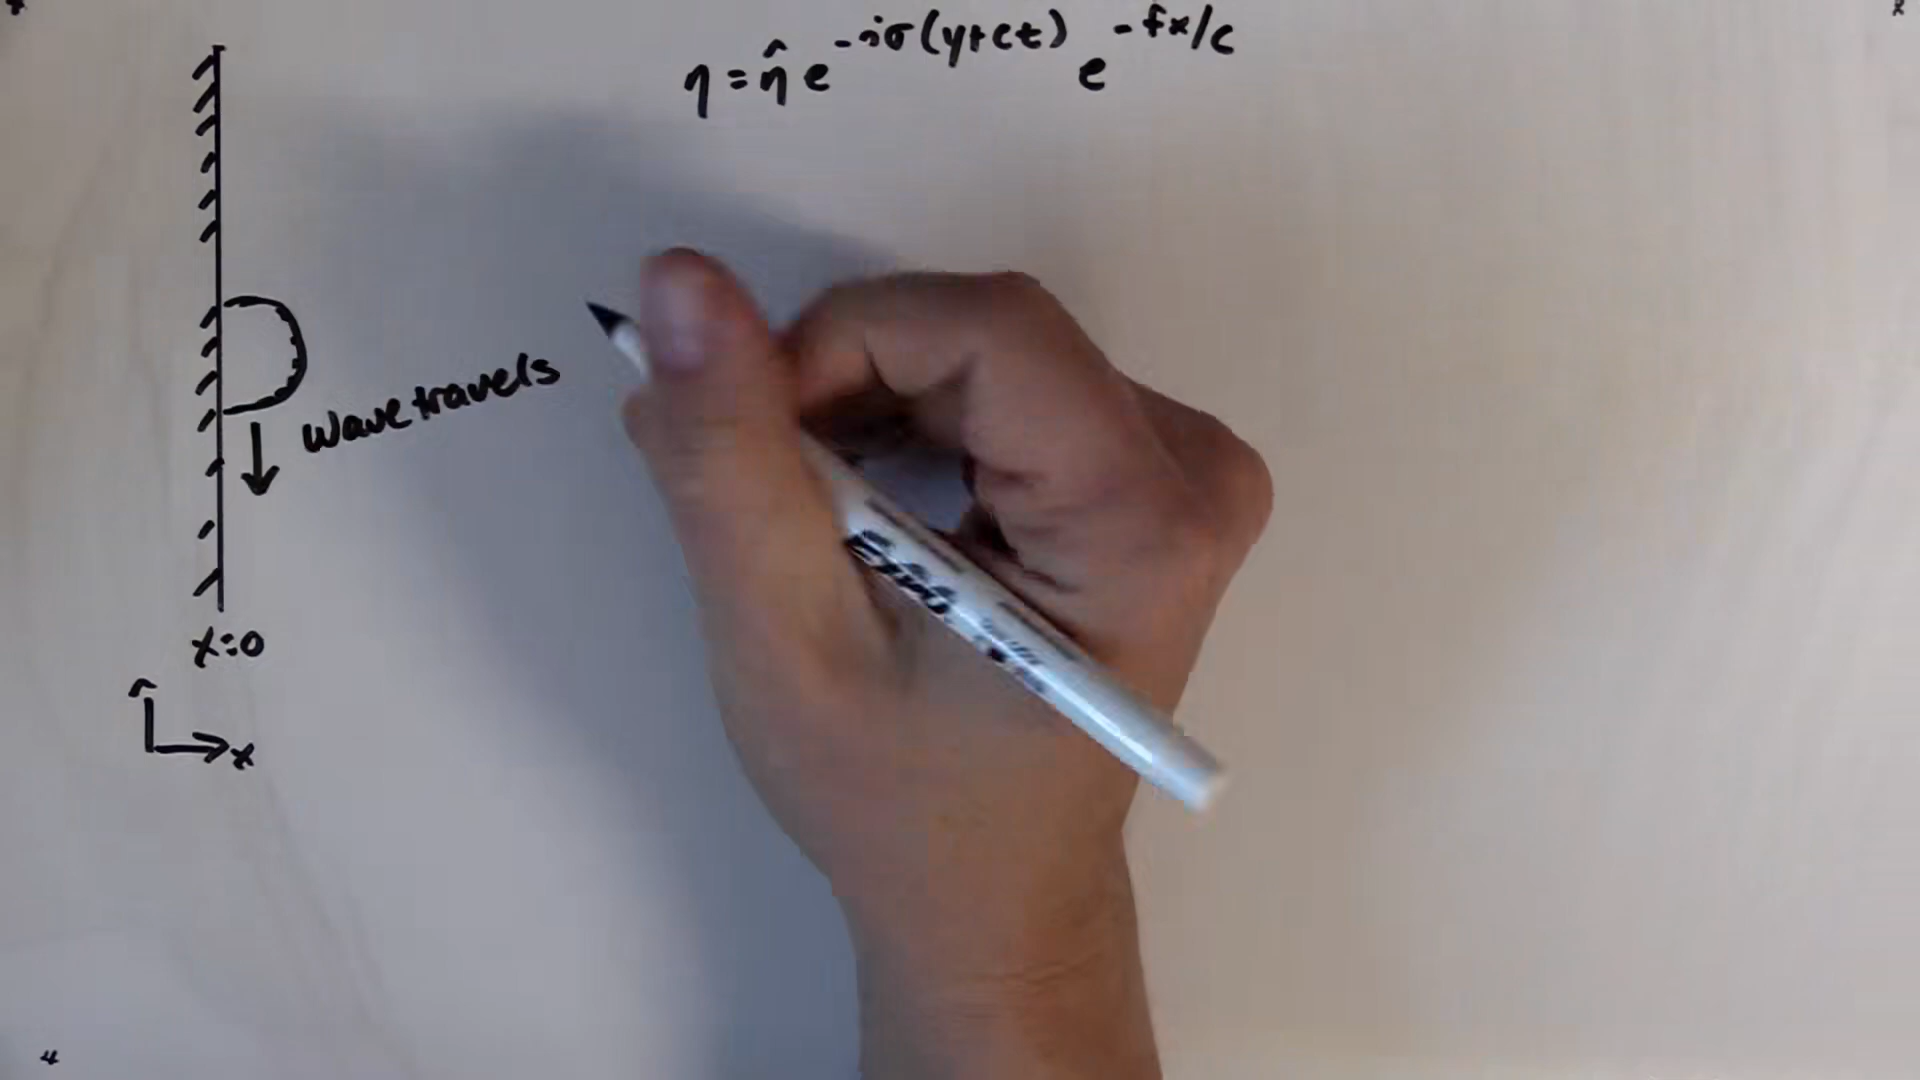 η = η̂ e^{-iσ(y+ct)} e^{-fx/c}
Wave travels
x=0
x